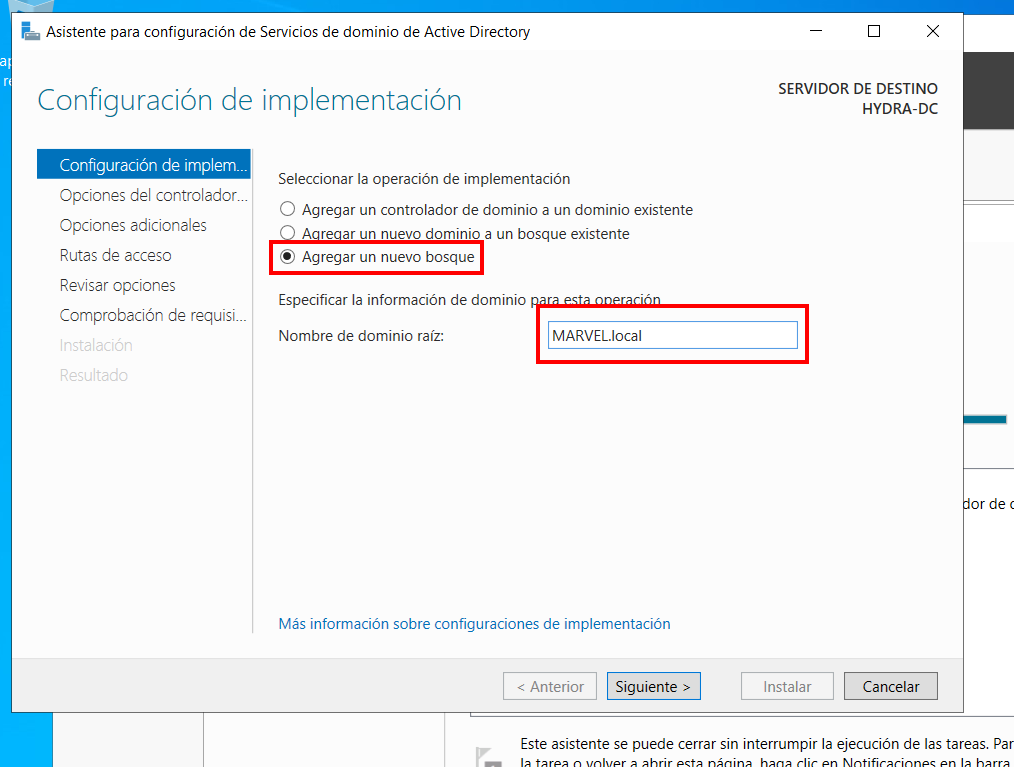 Asistente para configuración de Servicios de dominio de Active Directory
Configuración de implementación
SERVIDOR DE DESTINO
HYDRA-DC
Configuración de implem...
Opciones del controlador...
Opciones adicionales
Rutas de acceso
Revisar opciones
Comprobación de requisi...
Instalación
Resultado
Seleccionar la operación de implementación
Agregar un controlador de dominio a un dominio existente
Agregar un nuevo dominio a un bosque existente
Agregar un nuevo bosque
Especificar la información de dominio para esta operación
Nombre de dominio raíz:
MARVEL.local
Más información sobre configuraciones de implementación
< Anterior
Siguiente >
Instalar
Cancelar
dor de
Este asistente se puede cerrar sin interrumpir la ejecución de las tareas.
la tarea o volver a abrir esta página, haga clic en Notificaciones en la barra